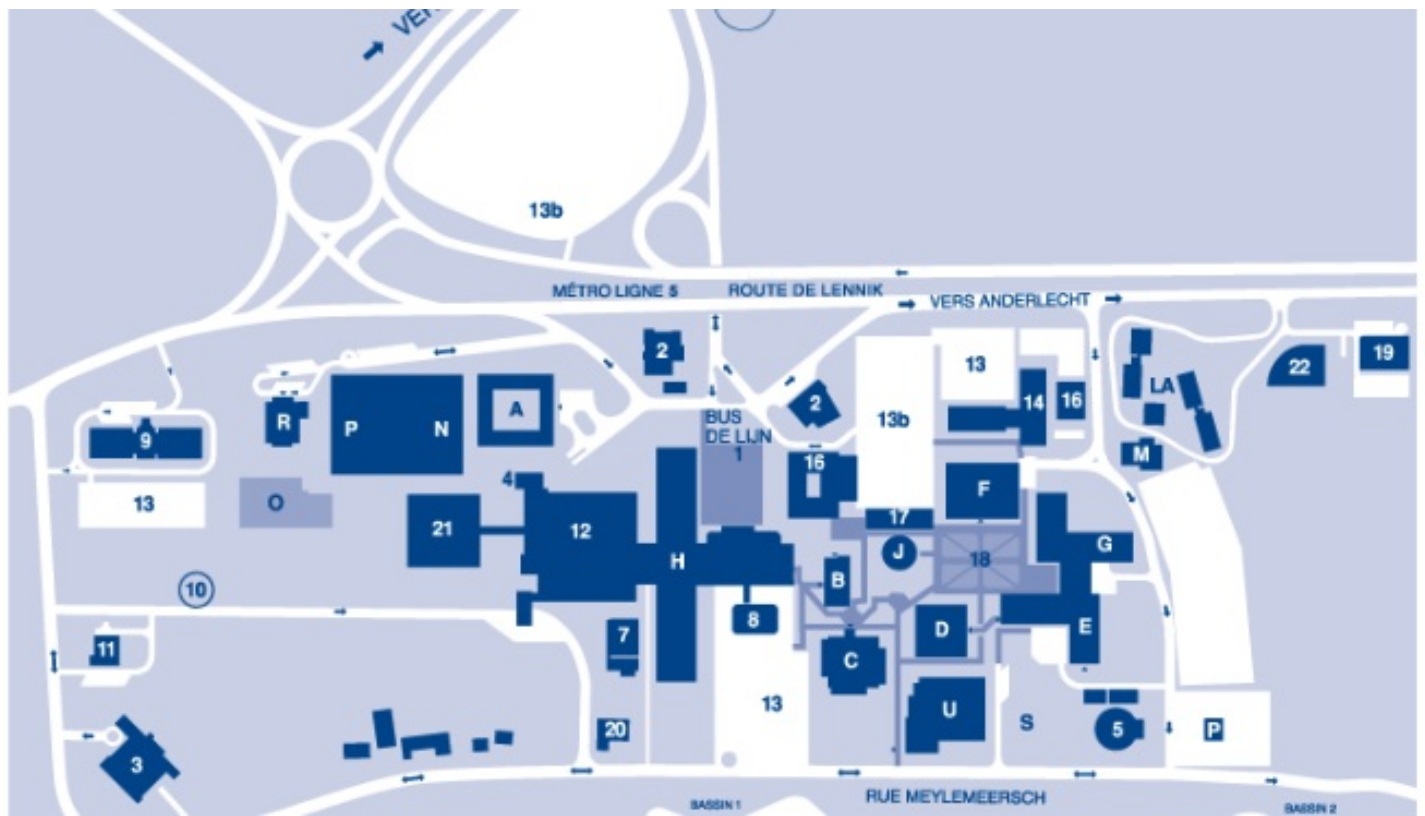 VER
13b
MÉTRO LIGNE 5
ROUTE DE LENNIK
VERS ANDERLECHT
2
13
19
22
R
P
N
A
2
13b
14
16
LA
9
BUS
DE LIJN
1
M
13
O
4
16
F
21
12
17
H
J
18
G
10
B
8
11
7
C
D
E
13
20
U
S
5
P
3
RUE MEYLEMEERSCH
BASSIN 1
BASSIN 2